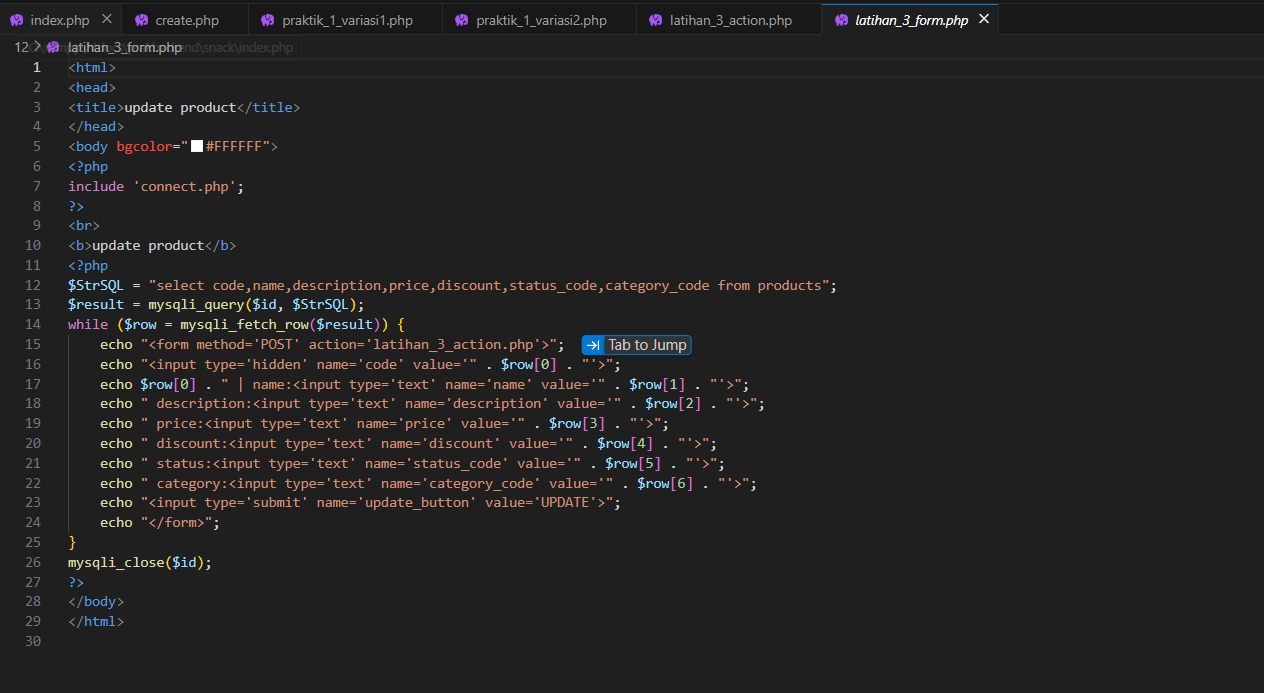 index.php
create.php
praktik_1_variasi1.php
praktik_1_variasi2.php
latihan_3_action.php
latihan_3_form.php
12 > latihan_3_form.php
1 <html>
2 <head>
3 <title>update product</title>
4 </head>
5 <body bgcolor="#FFFFFF">
6 <?php
7 include 'connect.php';
8 ?>
9 <br>
10 <b>update product</b>
11 <?php
12 $StrSQL = "select code,name,description,price,discount,status_code,category_code from products";
13 $result = mysqli_query($id, $StrSQL);
14 while ($row = mysqli_fetch_row($result)) {
15     echo "<form method='POST' action='latihan_3_action.php'>"; Tab to Jump
16     echo "<input type='hidden' name='code' value='" . $row[0] . "'>";
17     echo $row[0] . " | name:<input type='text' name='name' value='" . $row[1] . "'>";
18     echo " description:<input type='text' name='description' value='" . $row[2] . "'>";
19     echo " price:<input type='text' name='price' value='" . $row[3] . "'>";
20     echo " discount:<input type='text' name='discount' value='" . $row[4] . "'>";
21     echo " status:<input type='text' name='status_code' value='" . $row[5] . "'>";
22     echo " category:<input type='text' name='category_code' value='" . $row[6] . "'>";
23     echo "<input type='submit' name='update_button' value='UPDATE'>";
24     echo "</form>";
25 }
26 mysqli_close($id);
27 ?>
28 </body>
29 </html>
30